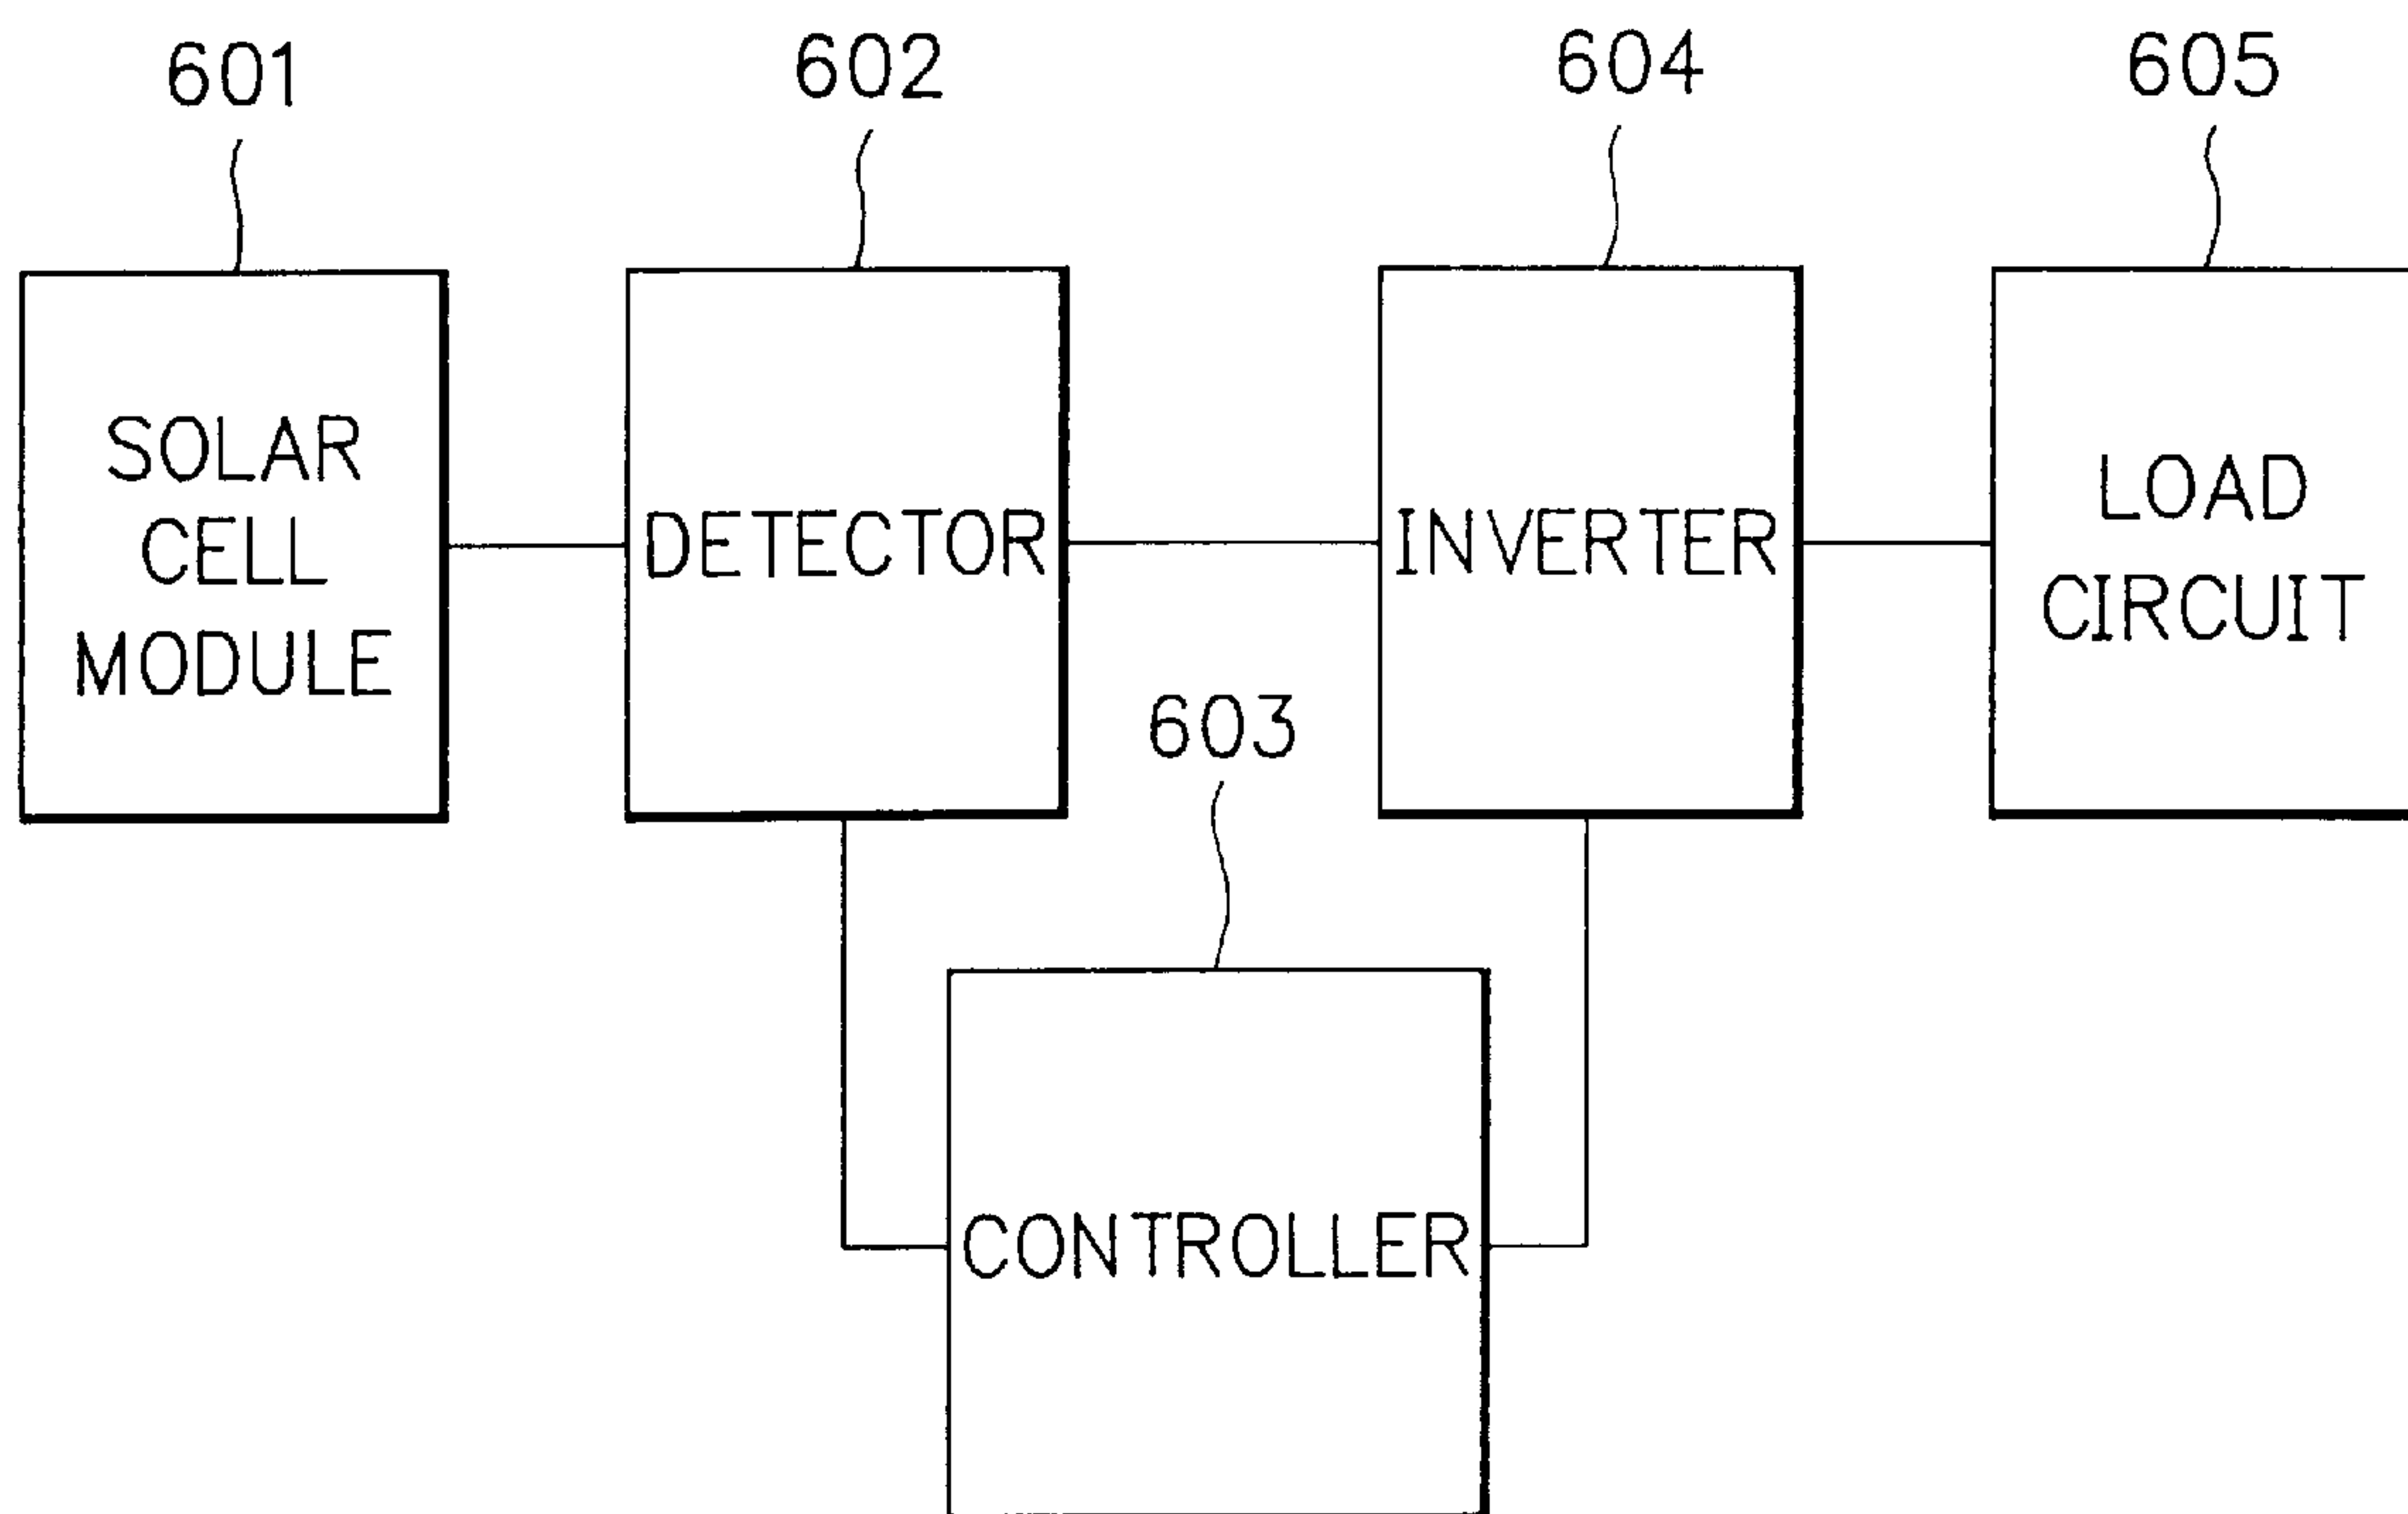 601
602
604
605
SOLAR
CELL
MODULE
DETECTOR
INVERTER
LOAD
CIRCUIT
603
CONTROLLER